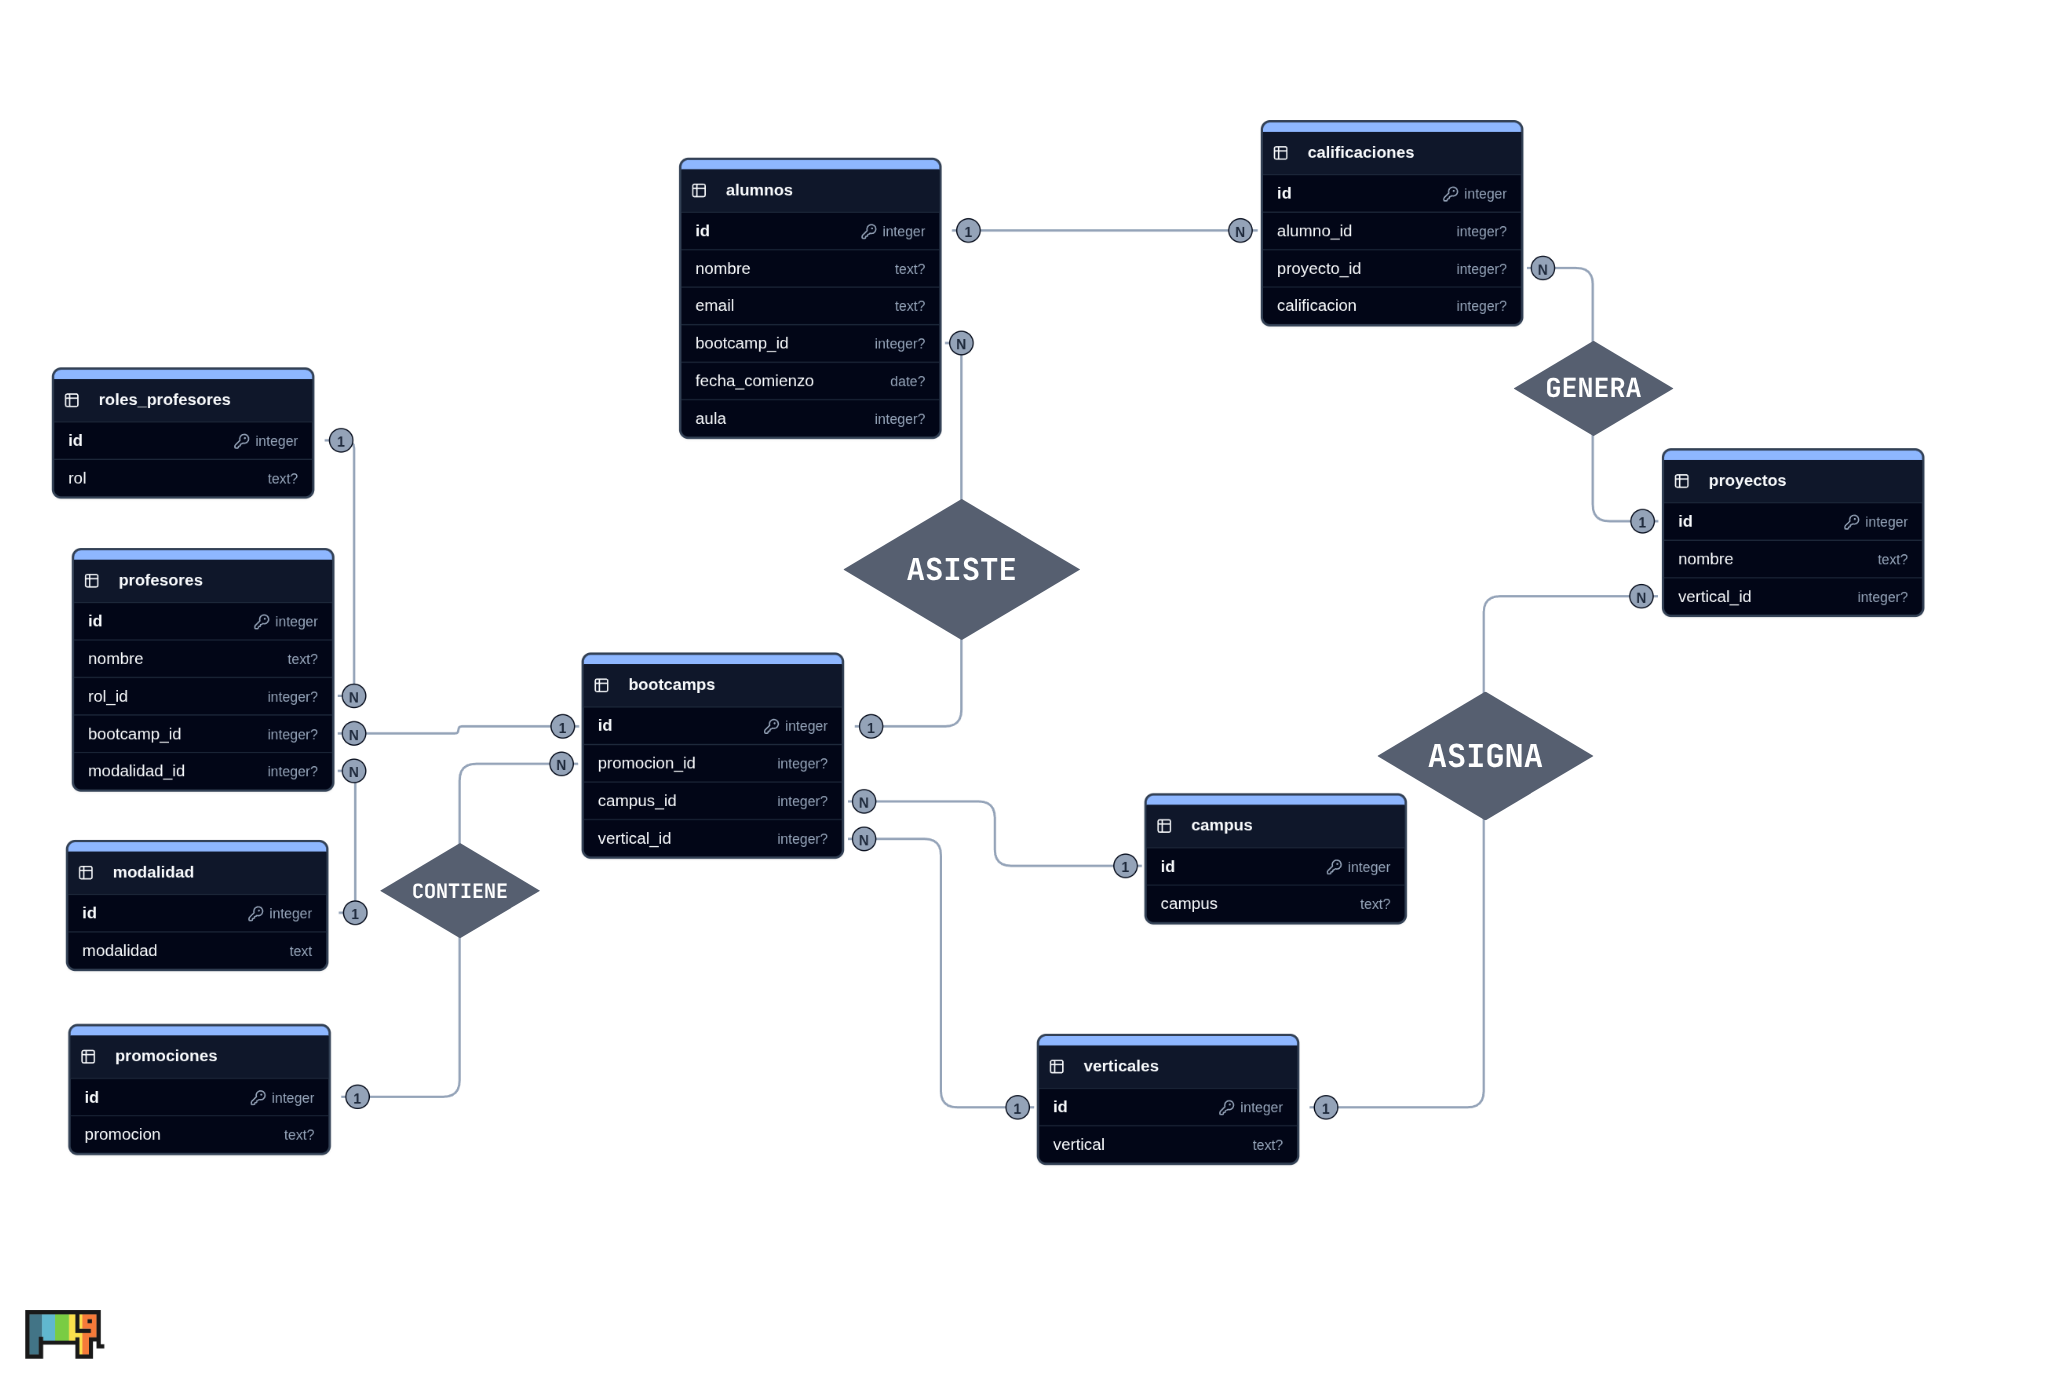 calificaciones
id integer
alumno_id integer?
proyecto_id integer?
calificacion integer?
alumnos
id integer
nombre text?
email text?
bootcamp_id integer?
fecha_comienzo date?
aula integer?
1
N
N
N
GENERA
1
N
roles_profesores
id integer
rol text?
1
proyectos
id integer
nombre text?
vertical_id integer?
ASISTE
profesores
id integer
nombre text?
rol_id integer?
bootcamp_id integer?
modalidad_id integer?
N
N
N
1
N
bootcamps
id integer
promocion_id integer?
campus_id integer?
vertical_id integer?
1
N
N
ASIGNA
modalidad
id integer
modalidad text
1
CONTIENE
1
campus
id integer
campus text?
promociones
id integer
promocion text?
1
1
verticales
id integer
vertical text?
1